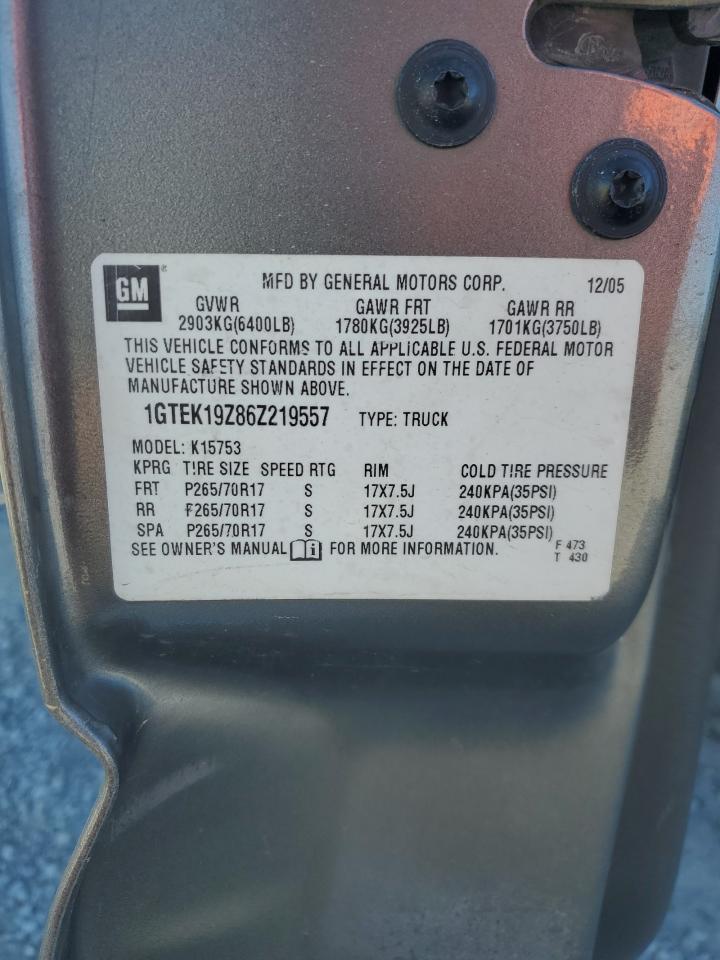 GM ® MFD BY GENERAL MOTORS CORP. 12/05
GVWR GAWR FRT GAWR RR
2903KG(6400LB) 1780KG(3925LB) 1701KG(3750LB)
THIS VEHICLE CONFORMS TO ALL APPLICABLE U.S. FEDERAL MOTOR
VEHICLE SAFETY STANDARDS IN EFFECT ON THE DATE OF
MANUFACTURE SHOWN ABOVE.
1GTEK19Z86Z219557 TYPE: TRUCK
MODEL: K15753
KPRG TIRE SIZE SPEED RTG RIM COLD TIRE PRESSURE
FRT P265/70R17 S 17X7.5J 240KPA(35PSI)
RR P265/70R17 S 17X7.5J 240KPA(35PSI)
SPA P265/70R17 S 17X7.5J 240KPA(35PSI)
SEE OWNER'S MANUAL i FOR MORE INFORMATION. F 473
T 430